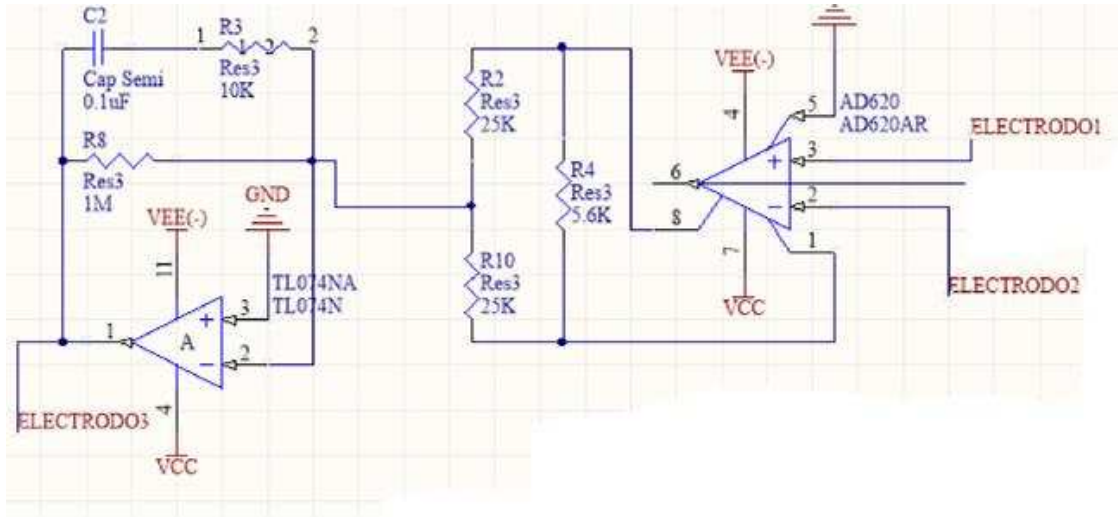 C2
Cap Semi
0.1uF
1
R3
2
Res3
10K
R8
Res3
1M
VEE(-)
GND
11
TL074NA
TL074N
3
+
A
1
2
−
4
VCC
ELECTRODO3
R2
Res3
25K
R4
Res3
5.6K
R10
Res3
25K
VEE(-)
4
5
AD620
AD620AR
ELECTRODO1
3
+
6
2
−
8
1
7
VCC
ELECTRODO2